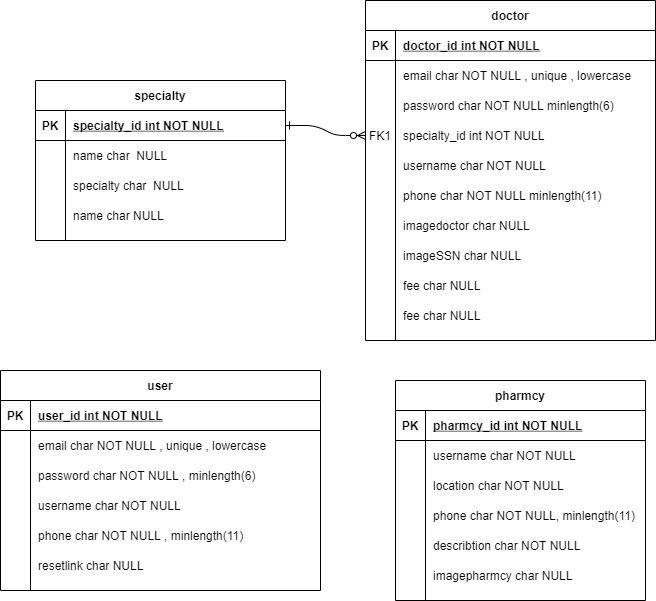 specialty
PK specialty_id int NOT NULL
name char NULL
specialty char NULL
name char NULL
doctor
PK doctor_id int NOT NULL
email char NOT NULL , unique , lowercase
password char NOT NULL minlength(6)
FK1 specialty_id int NOT NULL
username char NOT NULL
phone char NOT NULL minlength(11)
imagedoctor char NULL
imageSSN char NULL
fee char NULL
fee char NULL
user
PK user_id int NOT NULL
email char NOT NULL , unique , lowercase
password char NOT NULL , minlength(6)
username char NOT NULL
phone char NOT NULL , minlength(11)
resetlink char NULL
pharmcy
PK pharmcy_id int NOT NULL
username char NOT NULL
location char NOT NULL
phone char NOT NULL, minlength(11)
describtion char NOT NULL
imagepharmcy char NULL